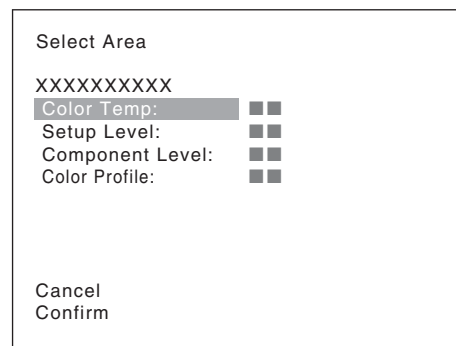 Select Area
XXXXXXXXXX
Color Temp: ■■
Setup Level: ■■
Component Level: ■■
Color Profile: ■■
Cancel
Confirm